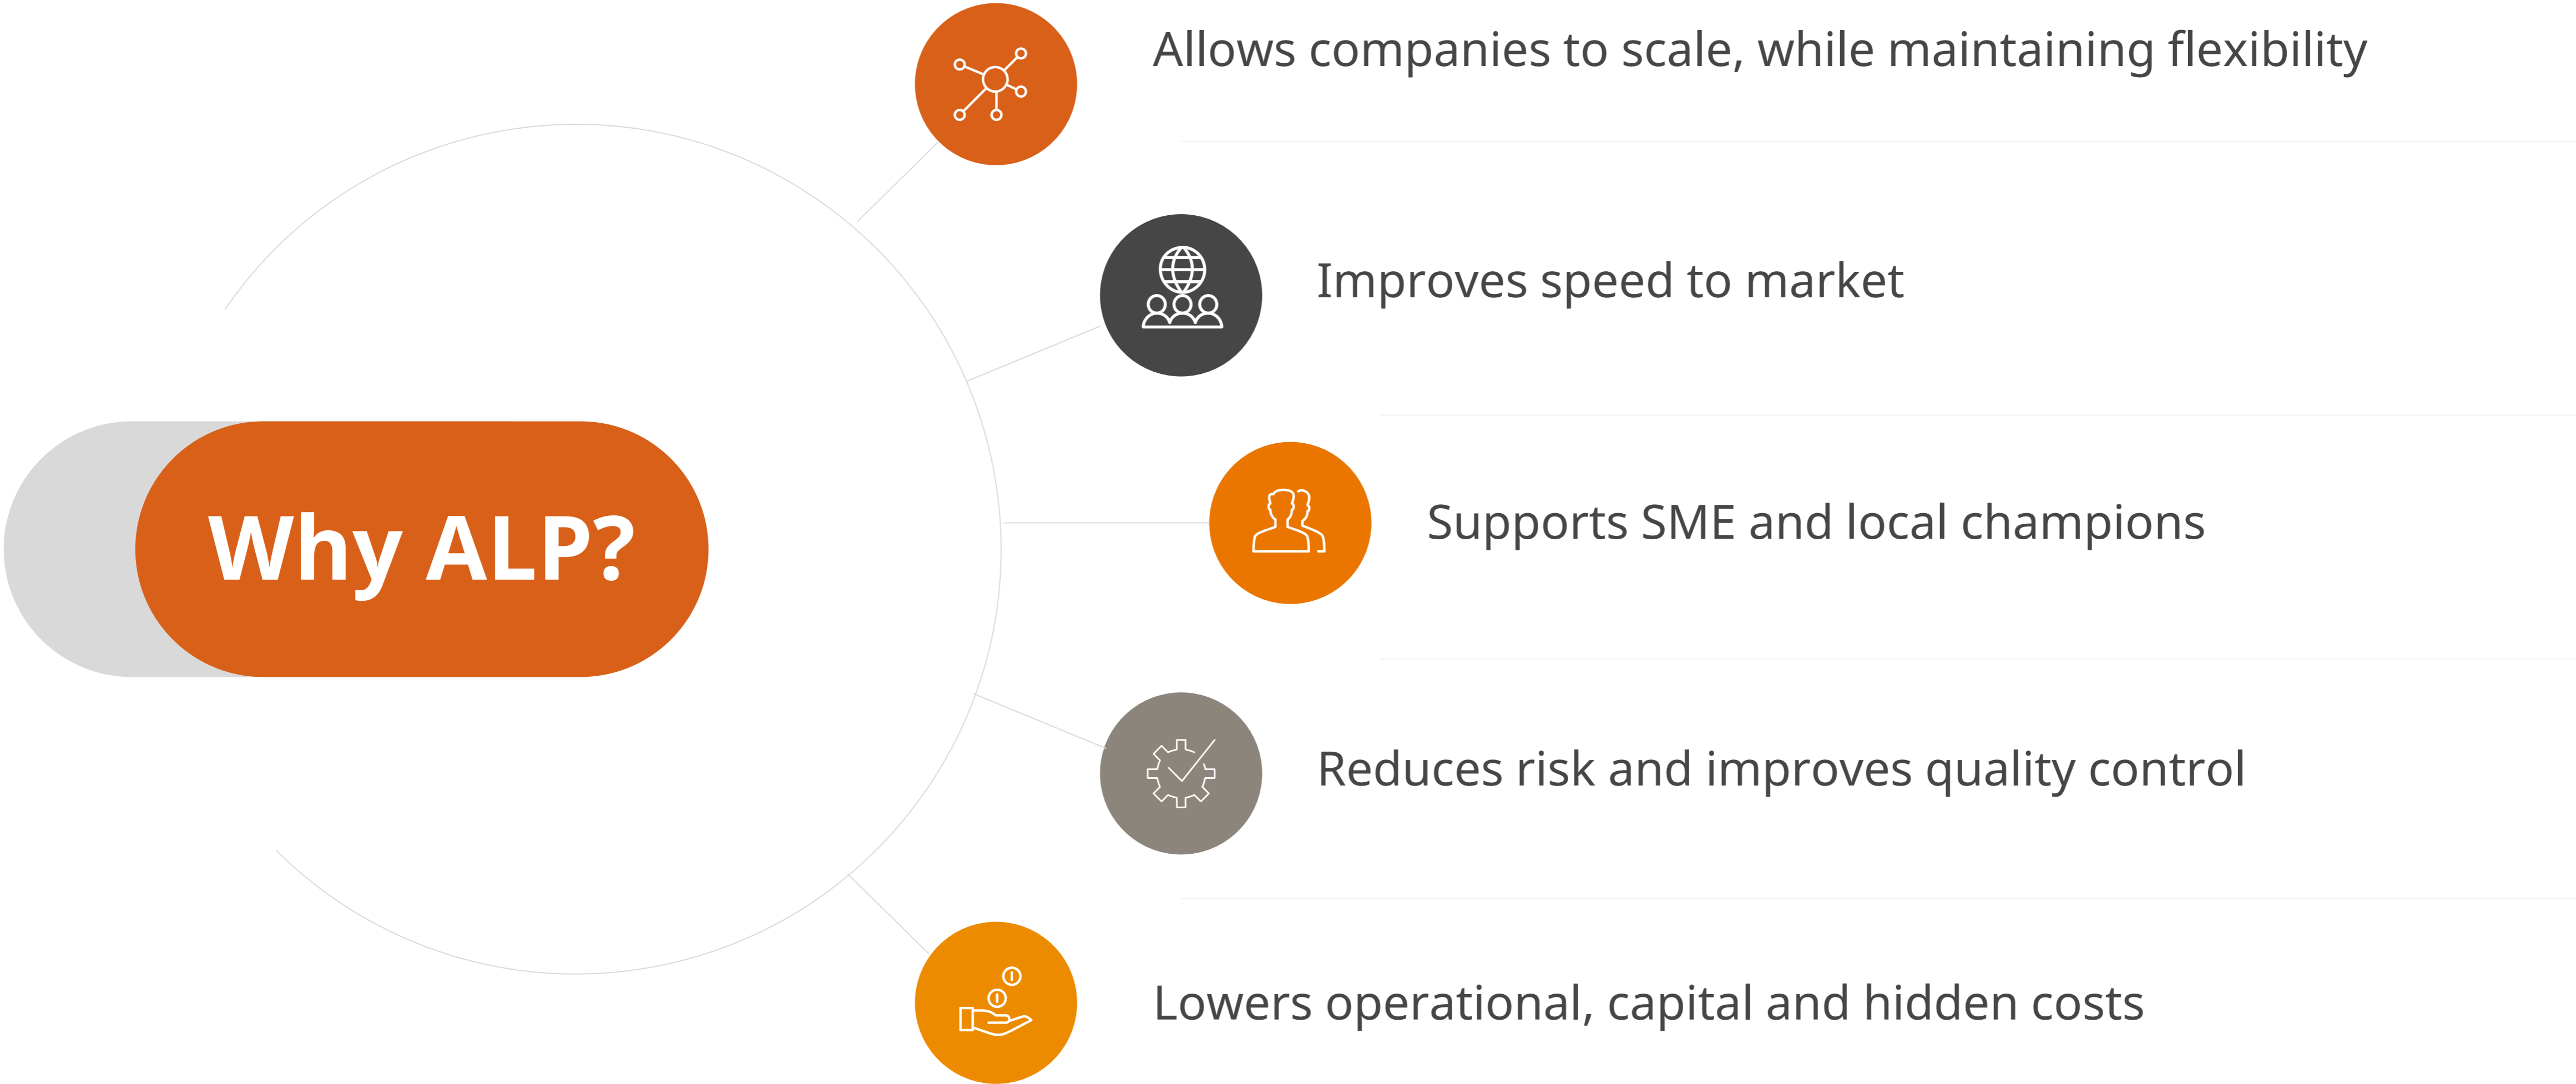 Allows companies to scale, while maintaining flexibility
Improves speed to market
Why ALP?
Supports SME and local champions
Reduces risk and improves quality control
Lowers operational, capital and hidden costs